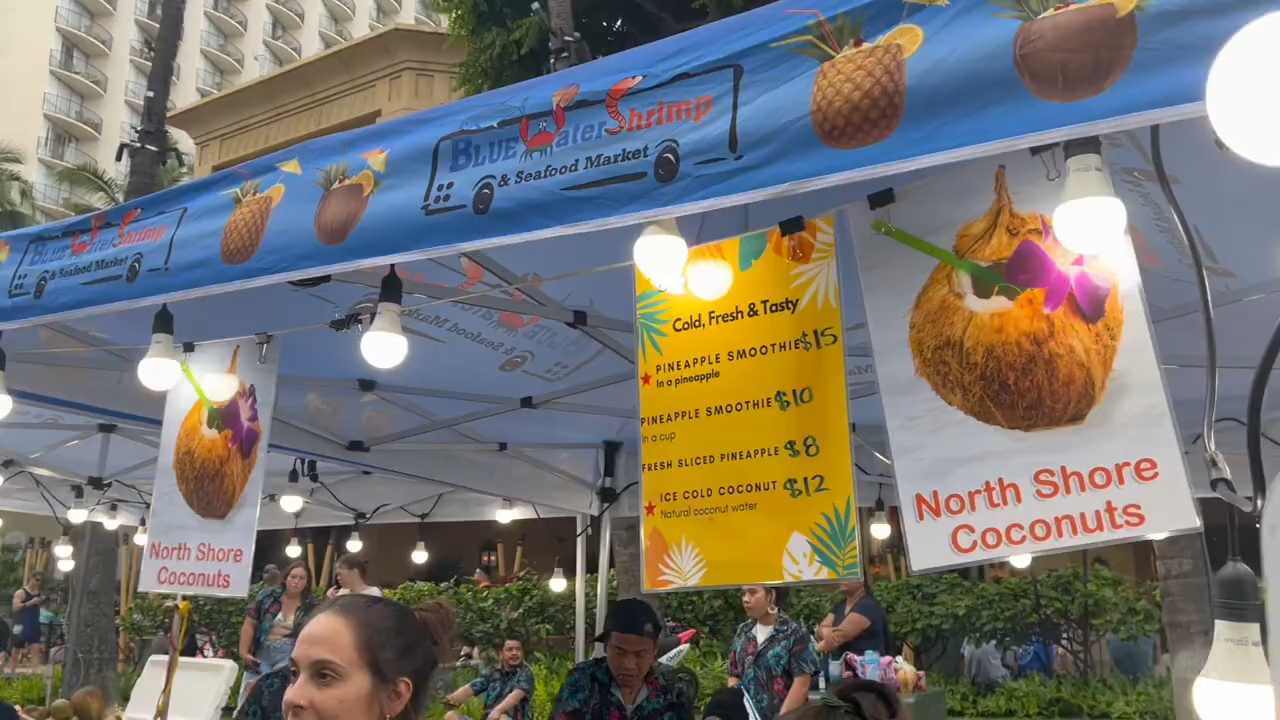 BLUE Water Shrimp
& Seafood Market
BLUE Water Shrimp
& Seafood Market
Cold, Fresh & Tasty
PINEAPPLE SMOOTHIE $15
In a pineapple
PINEAPPLE SMOOTHIE $10
In a cup
FRESH SLICED PINEAPPLE $8
ICE COLD COCONUT $12
Natural coconut water
North Shore
Coconuts
North Shore
Coconuts